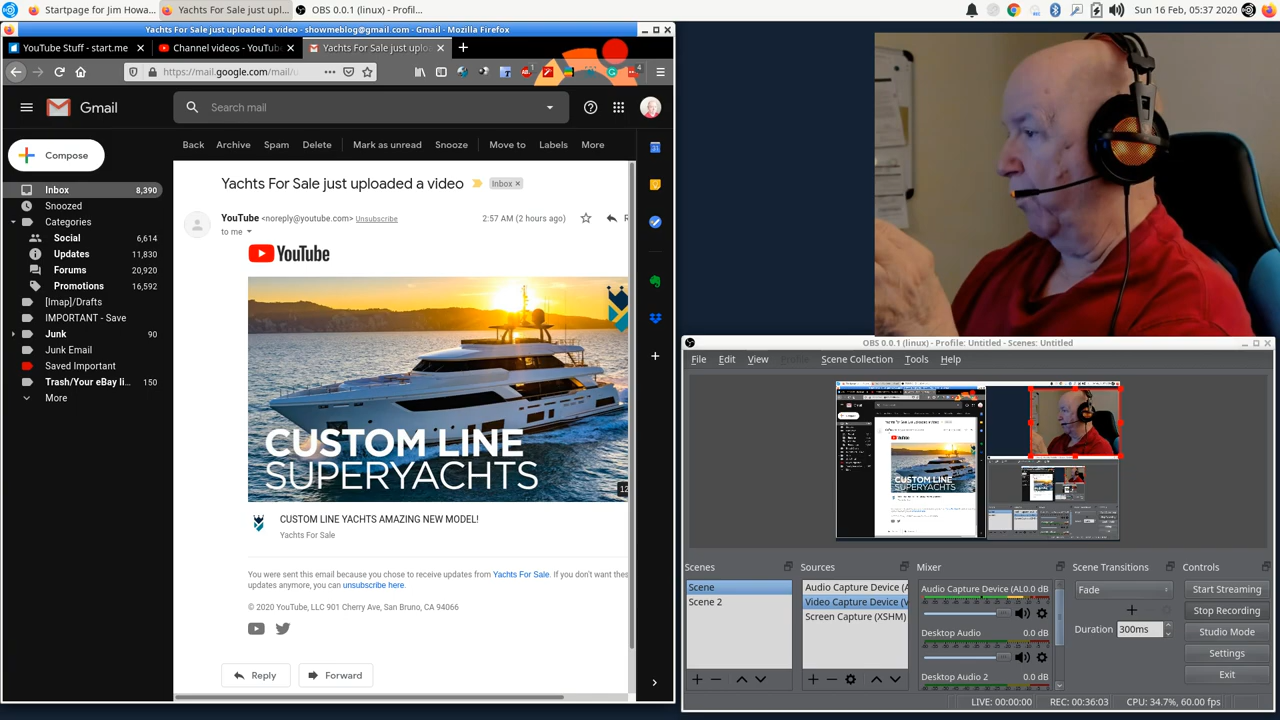 Startpage for Jim Howa...
Yachts For Sale just upl...
OBS 0.0.1 (linux) - Profil...
Sun 16 Feb, 05:37 2020
Yachts For Sale just uploaded a video - showmeblog@gmail.com - Gmail - Mozilla Firefox
YouTube Stuff - start.me
Channel videos - YouTub
Yachts For Sale just uploa
https://mail.google.com/mail/u
Gmail
Search mail
Compose
Back
Archive
Spam
Delete
Mark as unread
Snooze
Move to
Labels
More
Inbox 8,390
Snoozed
Categories
Social 6,614
Updates 11,830
Forums 20,920
Promotions 16,592
[Imap]/Drafts
IMPORTANT - Save
Junk 90
Junk Email
Saved Important
Trash/Your eBay li... 150
More
Yachts For Sale just uploaded a video
Inbox x
YouTube <noreply@youtube.com> Unsubscribe
2:57 AM (2 hours ago)
to me
YouTube
CUSTOM LINE
SUPERYACHTS
12
CUSTOM LINE YACHTS AMAZING NEW MODEL!
Yachts For Sale
You were sent this email because you chose to receive updates from Yachts For Sale. If you don't want thes
updates anymore, you can unsubscribe here.
© 2020 YouTube, LLC 901 Cherry Ave, San Bruno, CA 94066
Reply
Forward
OBS 0.0.1 (linux) - Profile: Untitled - Scenes: Untitled
File
Edit
View
Profile
Scene Collection
Tools
Help
Scenes
Scene
Scene 2
Sources
Audio Capture Device (A
Video Capture Device (V
Screen Capture (XSHM)
Mixer
Audio Capture Device (AL 0.0 dB
Desktop Audio 0.0 dB
Desktop Audio 2 0.0 dB
Scene Transitions
Fade
Duration 300ms
Controls
Start Streaming
Stop Recording
Studio Mode
Settings
Exit
LIVE: 00:00:00
REC: 00:36:03
CPU: 34.7%, 60.00 fps